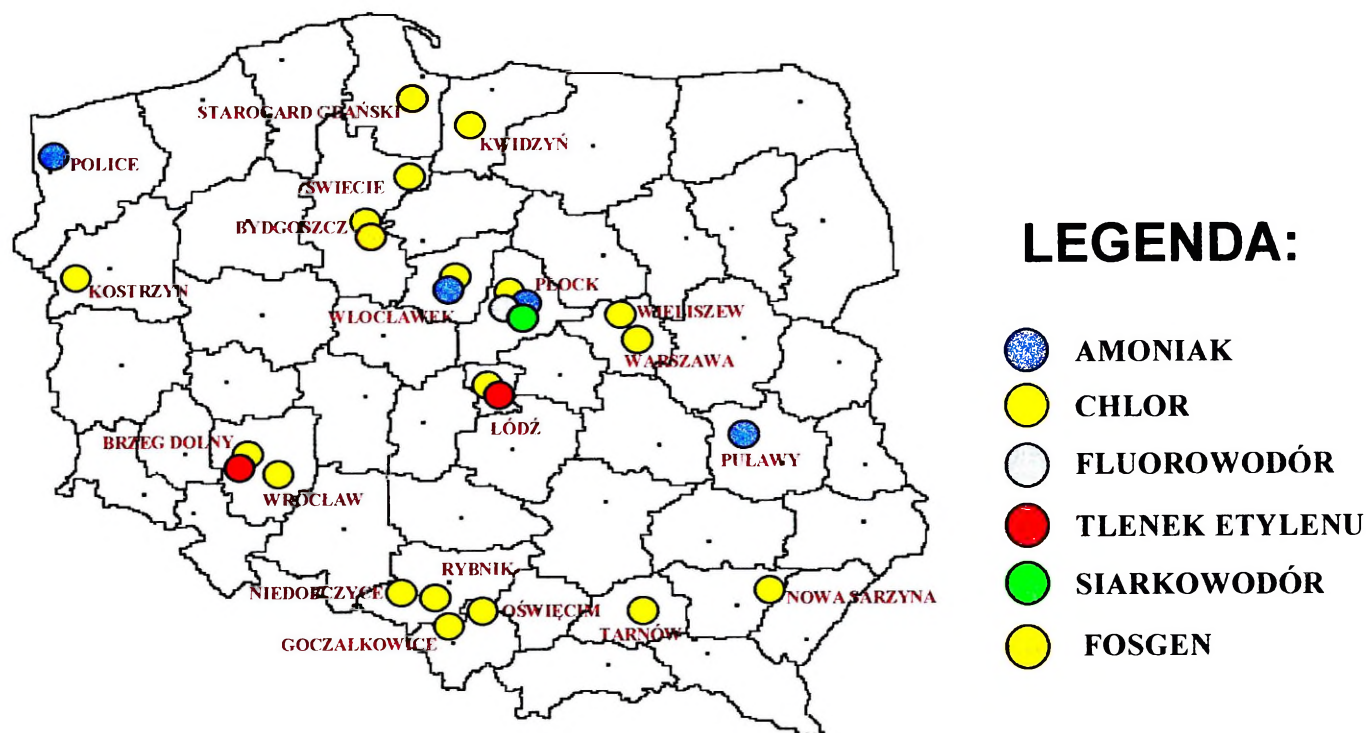 STAROGARD GDAŃSKI
KWIDZYŃ
POLICE
ŚWIECIE
BYDGOSZCZ
KOSTRZYN
PŁOCK
WŁOCŁAWEK
WIELISZEW
WARSZAWA
ŁÓDŹ
BRZEG DOLNY
WROCŁAW
PUŁAWY
RYBNIK
NIEDOBCZYCE
OŚWIĘCIM
GOCZAŁKOWICE
TARNÓW
NOWA SARZYNA
LEGENDA:
AMONIAK
CHLOR
FLUOROWODÓR
TLENEK ETYLENU
SIARKOWODÓR
FOSGEN